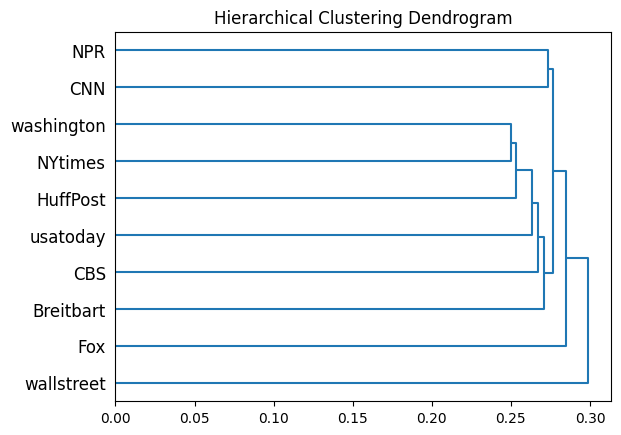 Hierarchical Clustering Dendrogram
NPR
CNN
washington
NYtimes
HuffPost
usatoday
CBS
Breitbart
Fox
wallstreet
0.00 0.05 0.10 0.15 0.20 0.25 0.30